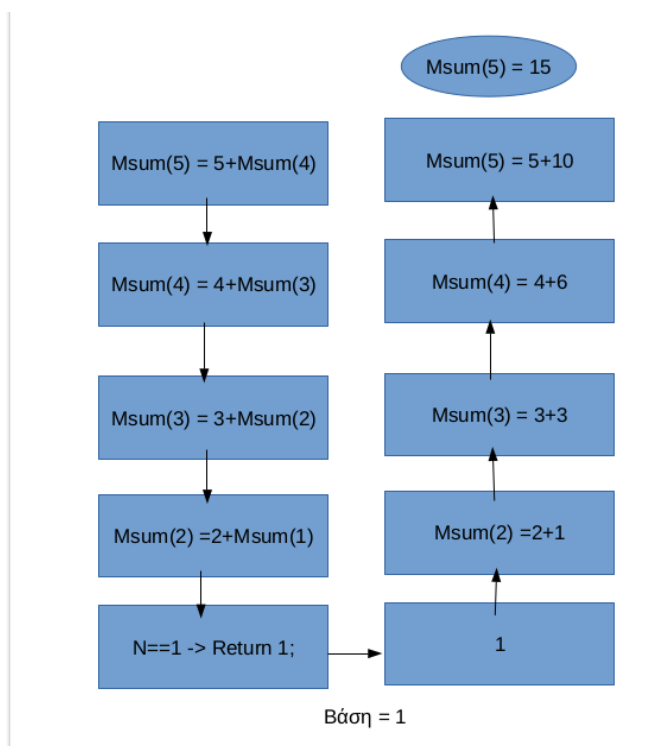 Msum(5) = 15
Msum(5) = 5+Msum(4)
Msum(4) = 4+Msum(3)
Msum(3) = 3+Msum(2)
Msum(2) =2+Msum(1)
N==1 -> Return 1;
1
Msum(2) =2+1
Msum(3) = 3+3
Msum(4) = 4+6
Msum(5) = 5+10
Βάση = 1